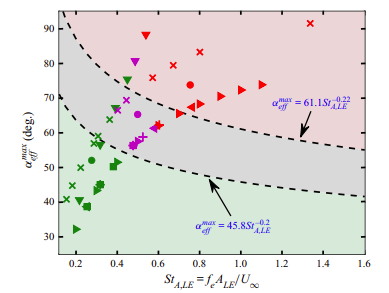 90
80
70
60
50
40
30
α_eff^max (deg.)
α_eff^max = 61.1St_A,LE^-0.22
α_eff^max = 45.8St_A,LE^-0.2
0.2 0.4 0.6 0.8 1.0 1.2 1.4 1.6
St_A,LE = f_e A_LE/U_∞